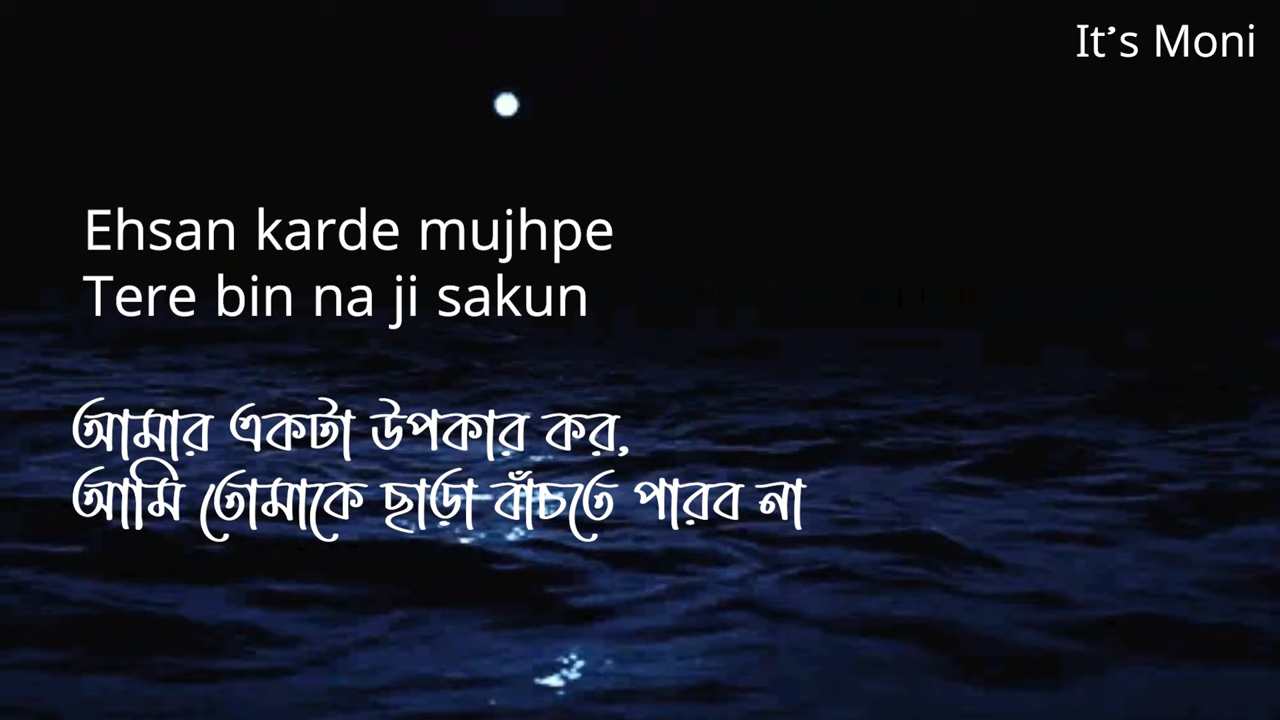 It's Moni
Ehsan karde mujhpe
Tere bin na ji sakun
আমার একটা উপকার কর,
আমি তোমাকে ছাড়া বাঁচতে পারব না